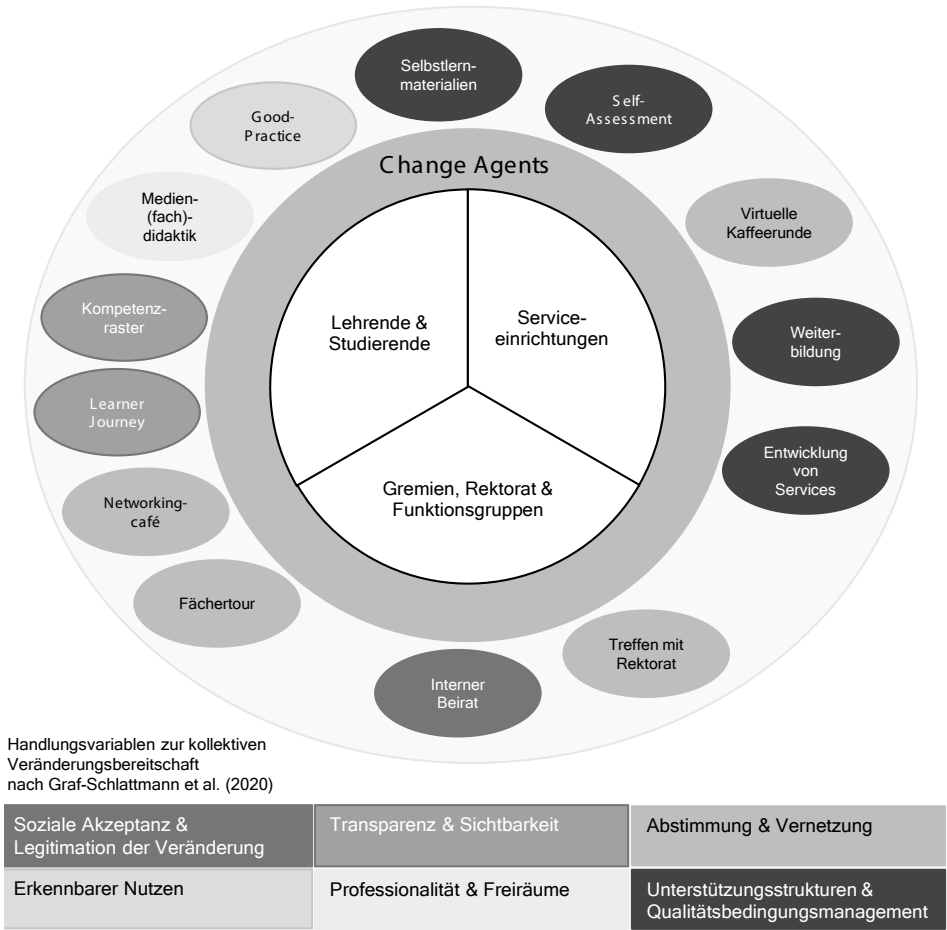 Selbstlern-
materialien
Self-
Assessment
Good-
Practice
Change Agents
Medien-
(fach)-
didaktik
Virtuelle
Kaffeerunde
Kompetenz-
raster
Lehrende &
Studierende
Service-
einrichtungen
Weiter-
bildung
Learner
Journey
Entwicklung
von
Services
Networking-
café
Gremien, Rektorat &
Funktionsgruppen
Fächertour
Treffen mit
Rektorat
Interner
Beirat
Handlungsvariablen zur kollektiven
Veränderungsbereitschaft
nach Graf-Schlattmann et al. (2020)
Soziale Akzeptanz &
Legitimation der Veränderung
Transparenz & Sichtbarkeit
Abstimmung & Vernetzung
Erkennbarer Nutzen
Professionalität & Freiräume
Unterstützungsstrukturen &
Qualitätsbedingungsmanagement